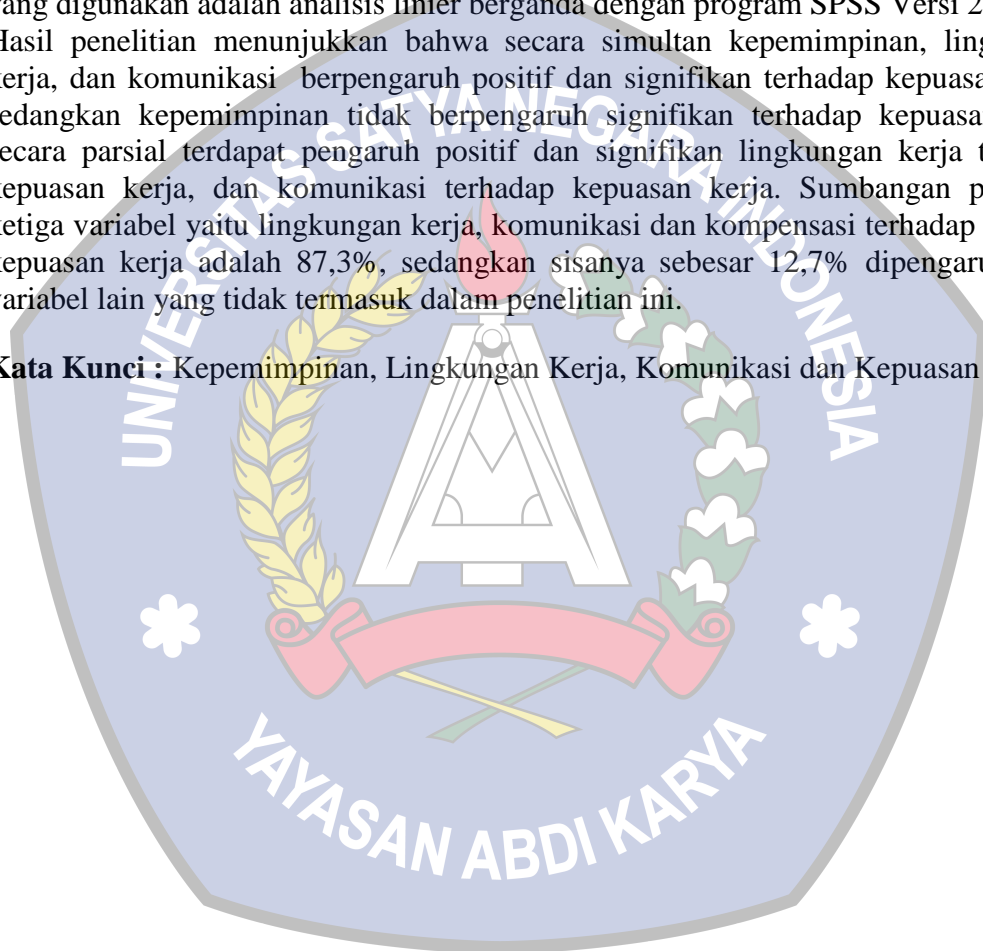 yang digunakan adalah analisis linier berganda dengan program SPSS Versi 2
Hasil penelitian menunjukkan bahwa secara simultan kepemimpinan, ling
kerja, dan komunikasi berpengaruh positif dan signifikan terhadap kepuasa
sedangkan kepemimpinan tidak berpengaruh signifikan terhadap kepuasa
secara parsial terdapat pengaruh positif dan signifikan lingkungan kerja t
kepuasan kerja, dan komunikasi terhadap kepuasan kerja. Sumbangan p
ketiga variabel yaitu lingkungan kerja, komunikasi dan kompensasi terhadap
kepuasan kerja adalah 87,3%, sedangkan sisanya sebesar 12,7% dipengaru
variabel lain yang tidak termasuk dalam penelitian ini.
Kata Kunci : Kepemimpinan, Lingkungan Kerja, Komunikasi dan Kepuasan
UNIVERSITAS SATYA NEGARA INDONESIA
YAYASAN ABDI KARYA